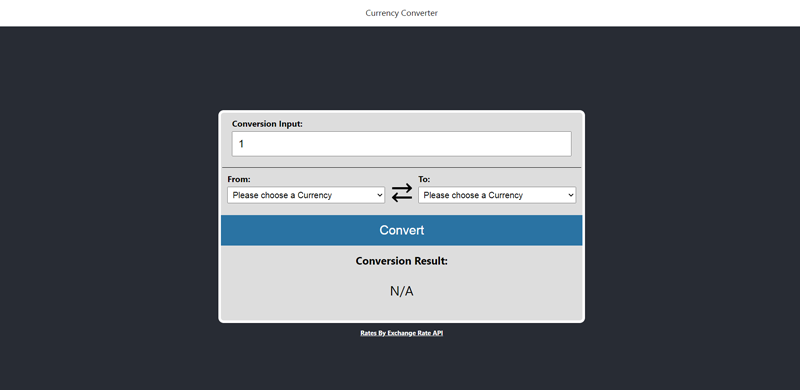 Currency Converter
Conversion Input:
1
From:
To:
Please choose a Currency
Please choose a Currency
Convert
Conversion Result:
N/A
Rates By Exchange Rate API